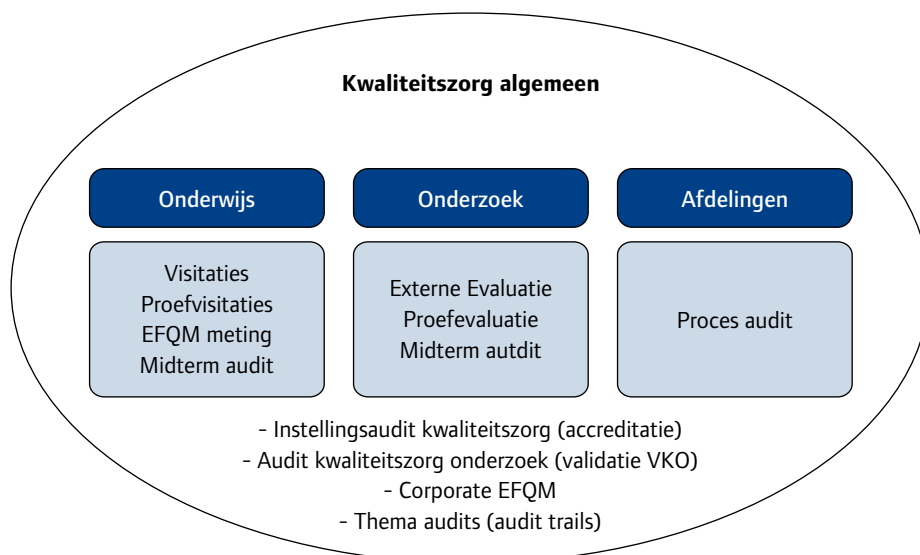 Kwaliteitszorg algemeen
Onderwijs
Visitaties
Proefvisitaties
EFQM meting
Midterm audit
Onderzoek
Externe Evaluatie
Proefevaluatie
Midterm autdit
Afdelingen
Proces audit
- Instellingsaudit kwaliteitszorg (accreditatie)
- Audit kwaliteitszorg onderzoek (validatie VKO)
- Corporate EFQM
- Thema audits (audit trails)